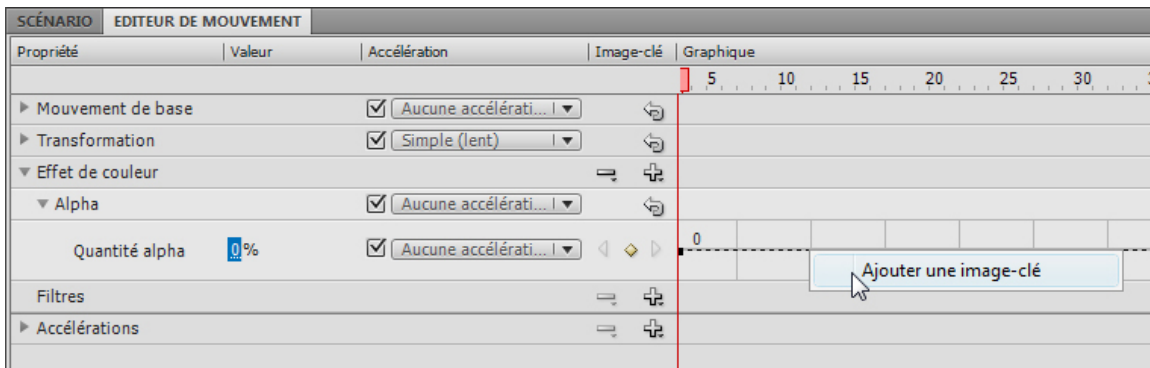 SCÉNARIO EDITEUR DE MOUVEMENT
Propriété Valeur Accélération Image-clé Graphique
5 10 15 20 25 30
Mouvement de base Aucune accélérati...
Transformation Simple (lent)
Effet de couleur
Alpha Aucune accélérati...
Quantité alpha 0% Aucune accélérati... 0
Ajouter une image-clé
Filtres
Accélérations